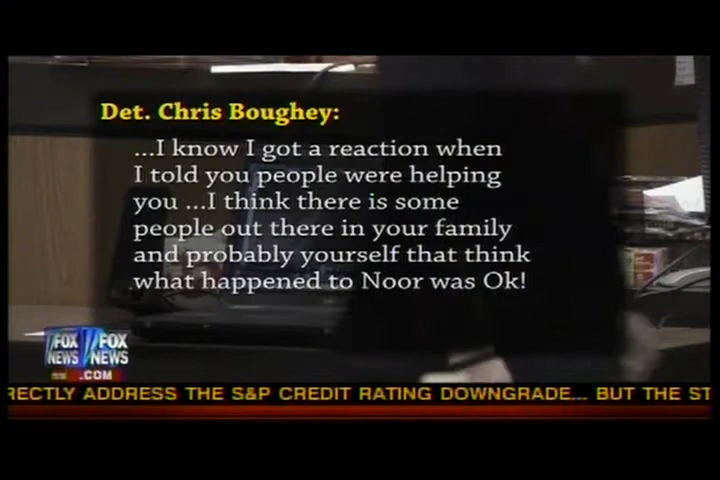 Det. Chris Boughey:
...I know I got a reaction when
I told you people were helping
you ...I think there is some
people out there in your family
and probably yourself that think
what happened to Noor was Ok!
FOX NEWS
FOX NEWS
.COM
RECTLY ADDRESS THE S&P CREDIT RATING DOWNGRADE... BUT THE ST